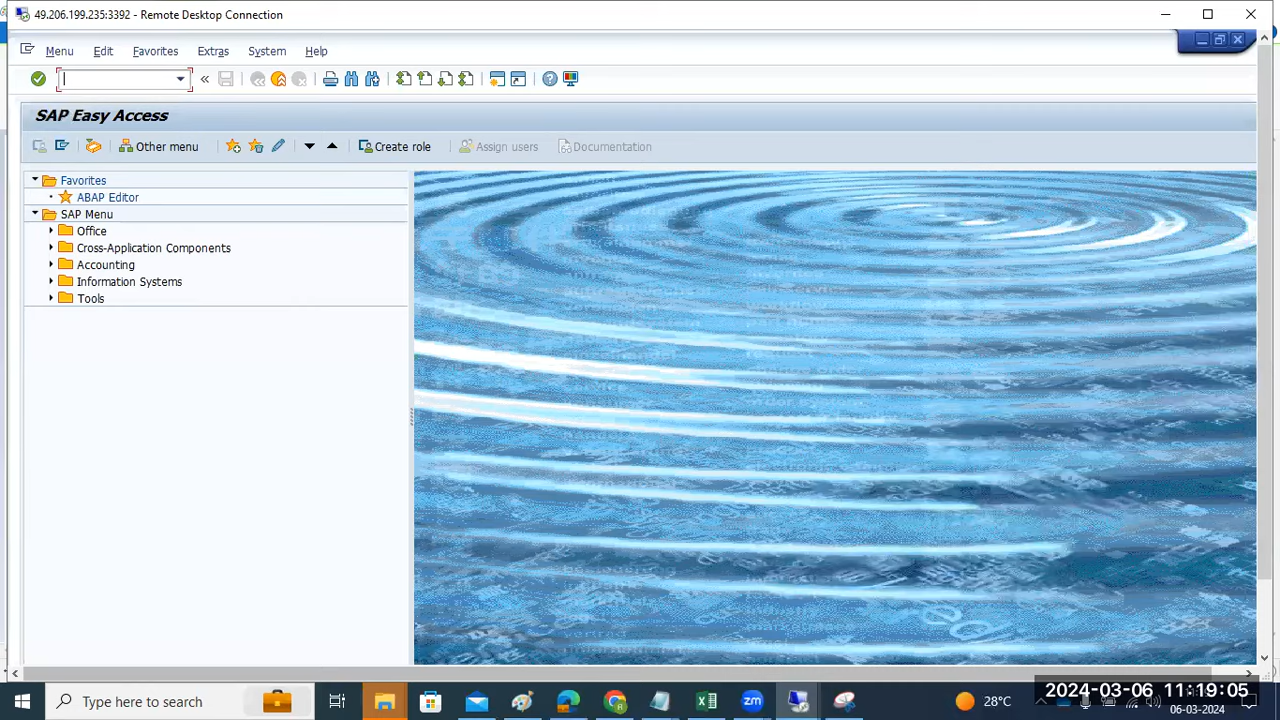 49.206.199.235:3392 - Remote Desktop Connection
Menu Edit Favorites Extras System Help
SAP Easy Access
Other menu Create role Assign users Documentation
Favorites
ABAP Editor
SAP Menu
Office
Cross-Application Components
Accounting
Information Systems
Tools
Type here to search
zm
28°C
2024-03-06 11:19:05
06-03-2024